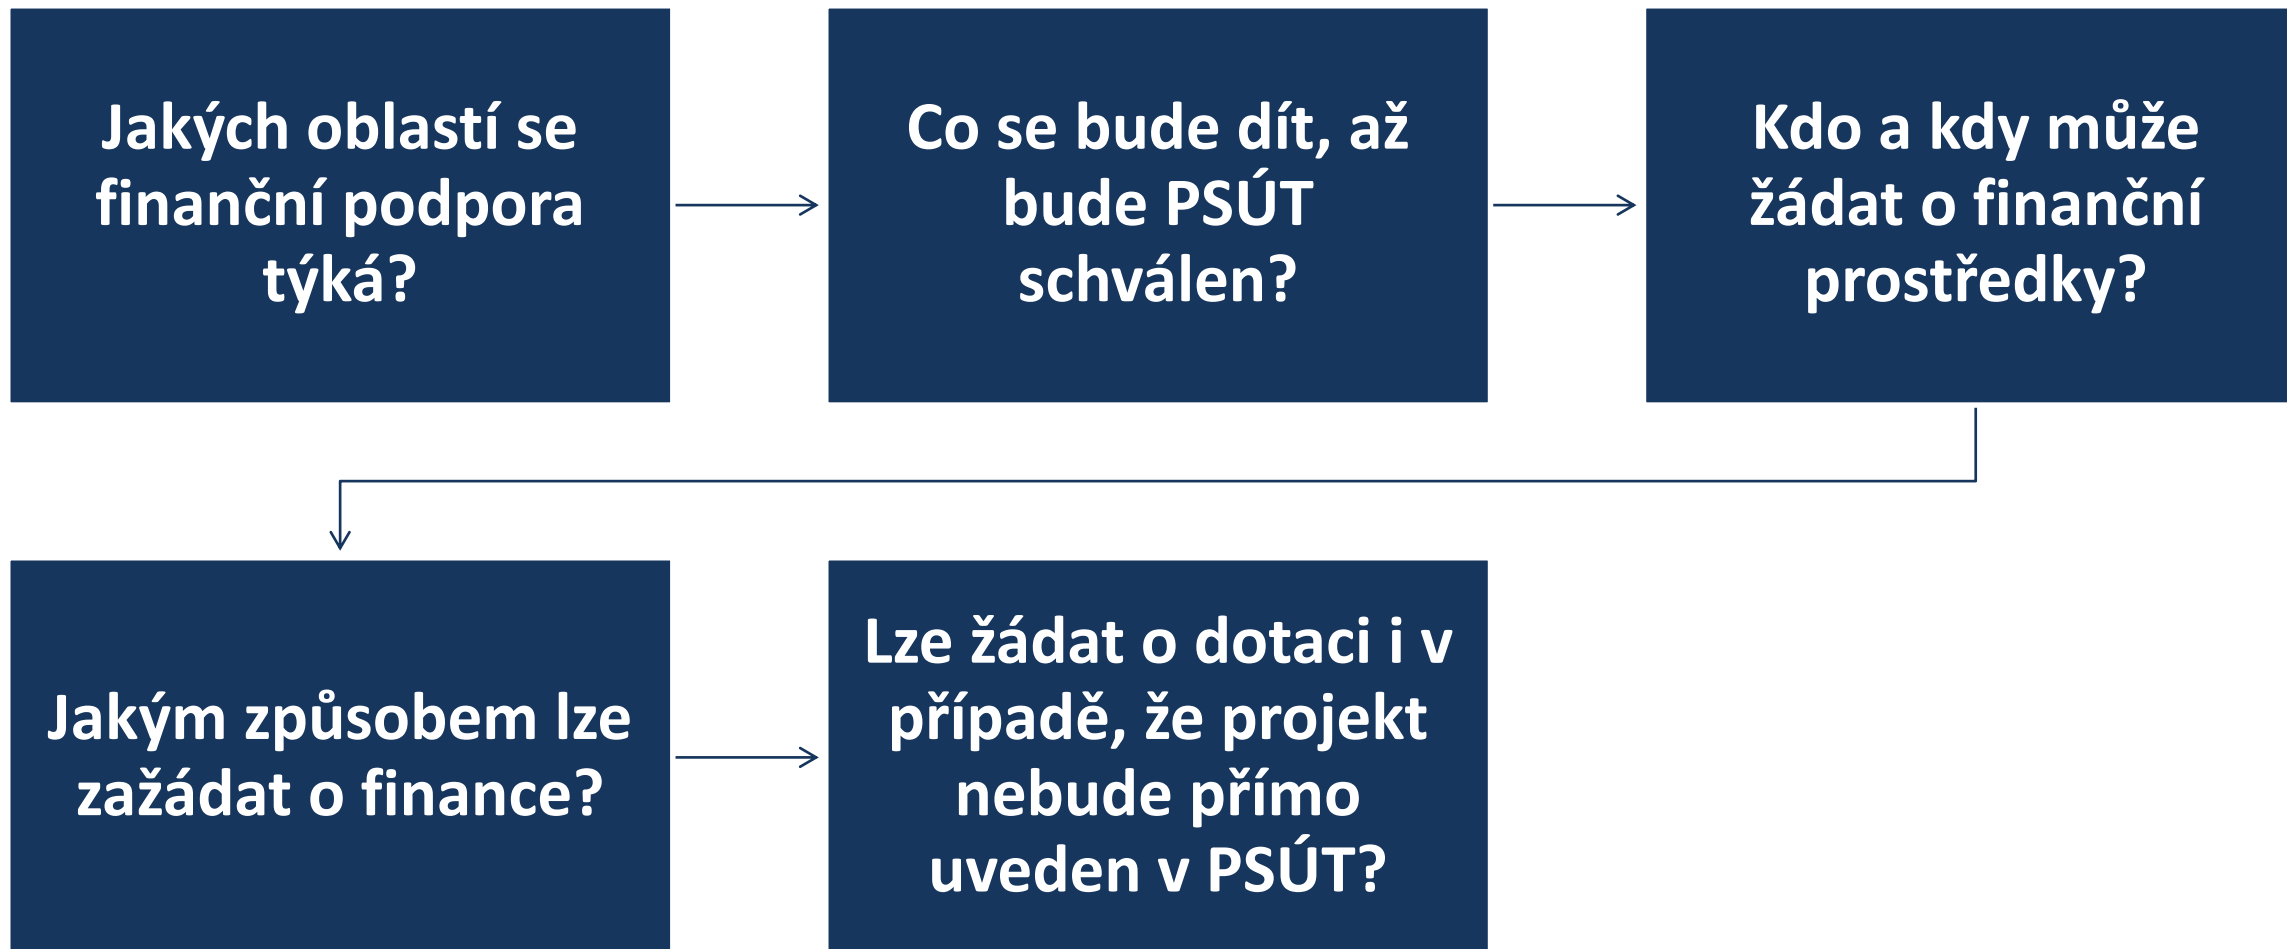 Jakých oblastí se
finanční podpora
týká?
Co se bude dít, až
bude PSÚT
schválen?
Kdo a kdy může
žádat o finanční
prostředky?
Jakým způsobem lze
zažádat o finance?
Lze žádat o dotaci i v
případě, že projekt
nebude přímo
uveden v PSÚT?